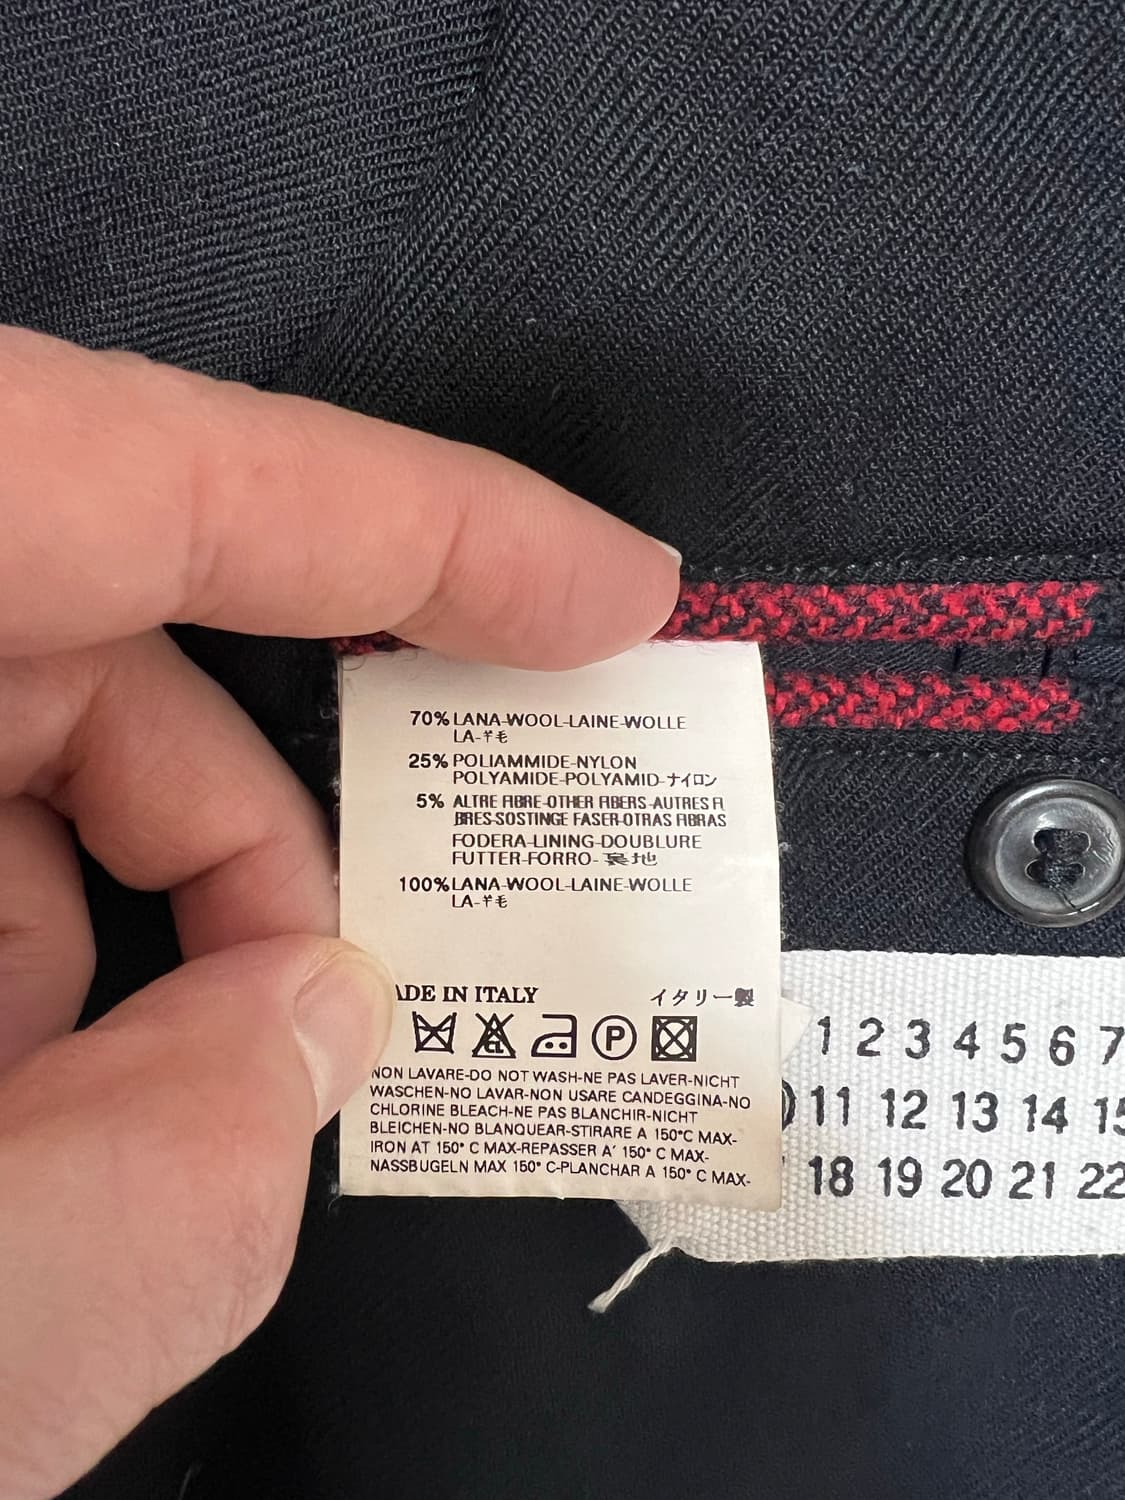 70% LANA-WOOL-LAINE-WOLLE
LA-羊毛
25% POLIAMMIDE-NYLON
POLYAMIDE-POLYAMID-ナイロン
5% ALTRE FIBRE-OTHER FIBERS-AUTRES FI
BRES-SOSTINGE FASER-OTRAS FIBRAS
FODERA-LINING-DOUBLURE
FUTTER-FORRO-裏地
100% LANA-WOOL-LAINE-WOLLE
LA-羊毛
ADE IN ITALY イタリー製
CL P
NON LAVARE-DO NOT WASH-NE PAS LAVER-NICHT
WASCHEN-NO LAVAR-NON USARE CANDEGGINA-NO
CHLORINE BLEACH-NE PAS BLANCHIR-NICHT
BLEICHEN-NO BLANQUEAR-STIRARE A 150°C MAX-
IRON AT 150° C MAX-REPASSER A' 150° C MAX-
NASSBUGELN MAX 150° C-PLANCHAR A 150° C MAX-
1 2 3 4 5 6 7
11 12 13 14 15
18 19 20 21 22